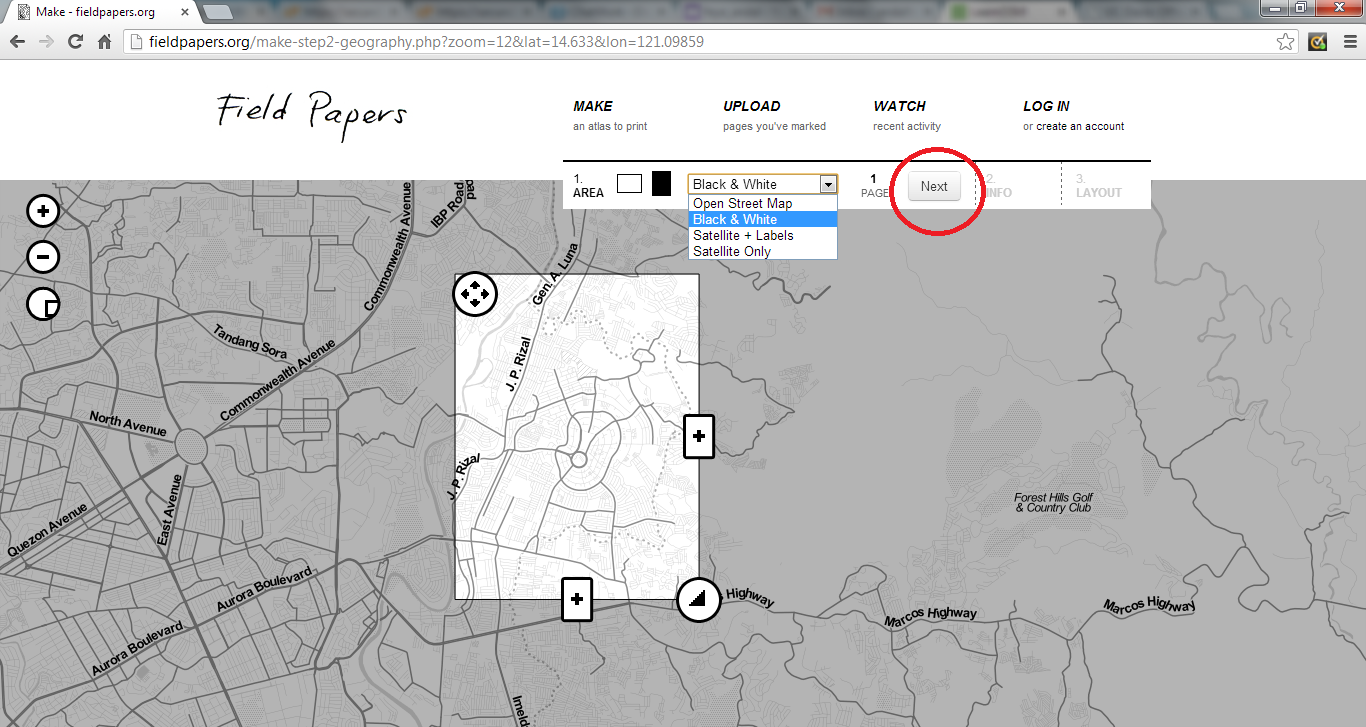 Make - fieldpapers.org
fieldpapers.org/make-step2-geography.php?zoom=12&lat=14.633&lon=121.09859
Field Papers
MAKE
an atlas to print
UPLOAD
pages you've marked
WATCH
recent activity
LOG IN
or create an account
1.
AREA
Black & White
Open Street Map
Black & White
Satellite + Labels
Satellite Only
1
PAGE
Next
2.
INFO
3.
LAYOUT
Commonwealth Avenue
IBP Road
Gen. A. Luna
Tandang Sora
Commonwealth Avenue
J. P. Rizal
North Avenue
J. P. Rizal
East Avenue
Quezon Avenue
Forest Hills Golf
& Country Club
Aurora Boulevard
Highway
Marcos Highway
Marcos Highway
Aurora Boulevard